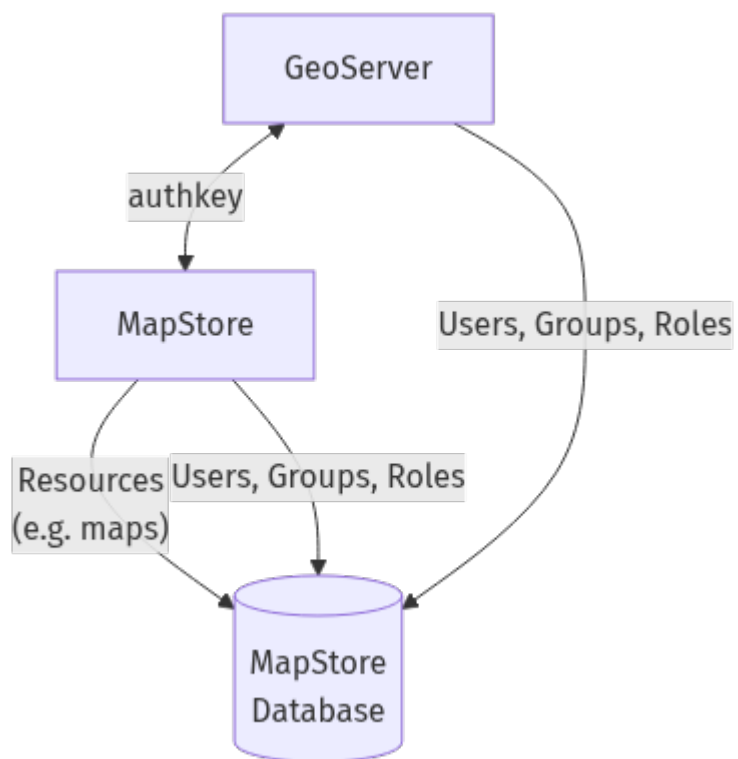 GeoServer
authkey
MapStore
Users, Groups, Roles
Resources
(e.g. maps)
Users, Groups, Roles
MapStore
Database